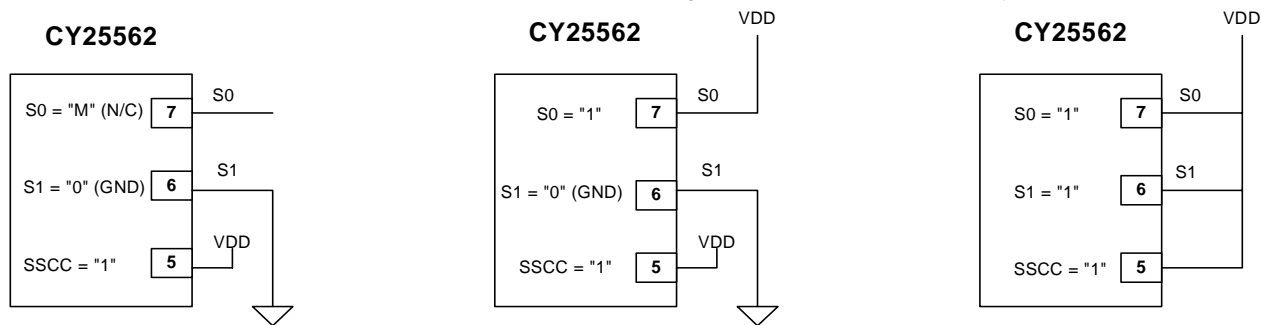 CY25562
S0 = "M" (N/C) 7 S0
S1 = "0" (GND) 6 S1
SSCC = "1" 5 VDD
CY25562
VDD
S0 = "1" 7 S0
S1 = "0" (GND) 6 S1
SSCC = "1" 5 VDD
CY25562
VDD
S0 = "1" 7 S0
S1 = "1" 6 S1
SSCC = "1" 5